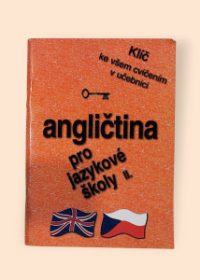 Klíč
ke všem cvičením
v učebnici
angličtina
pro
jazykové
školy II.